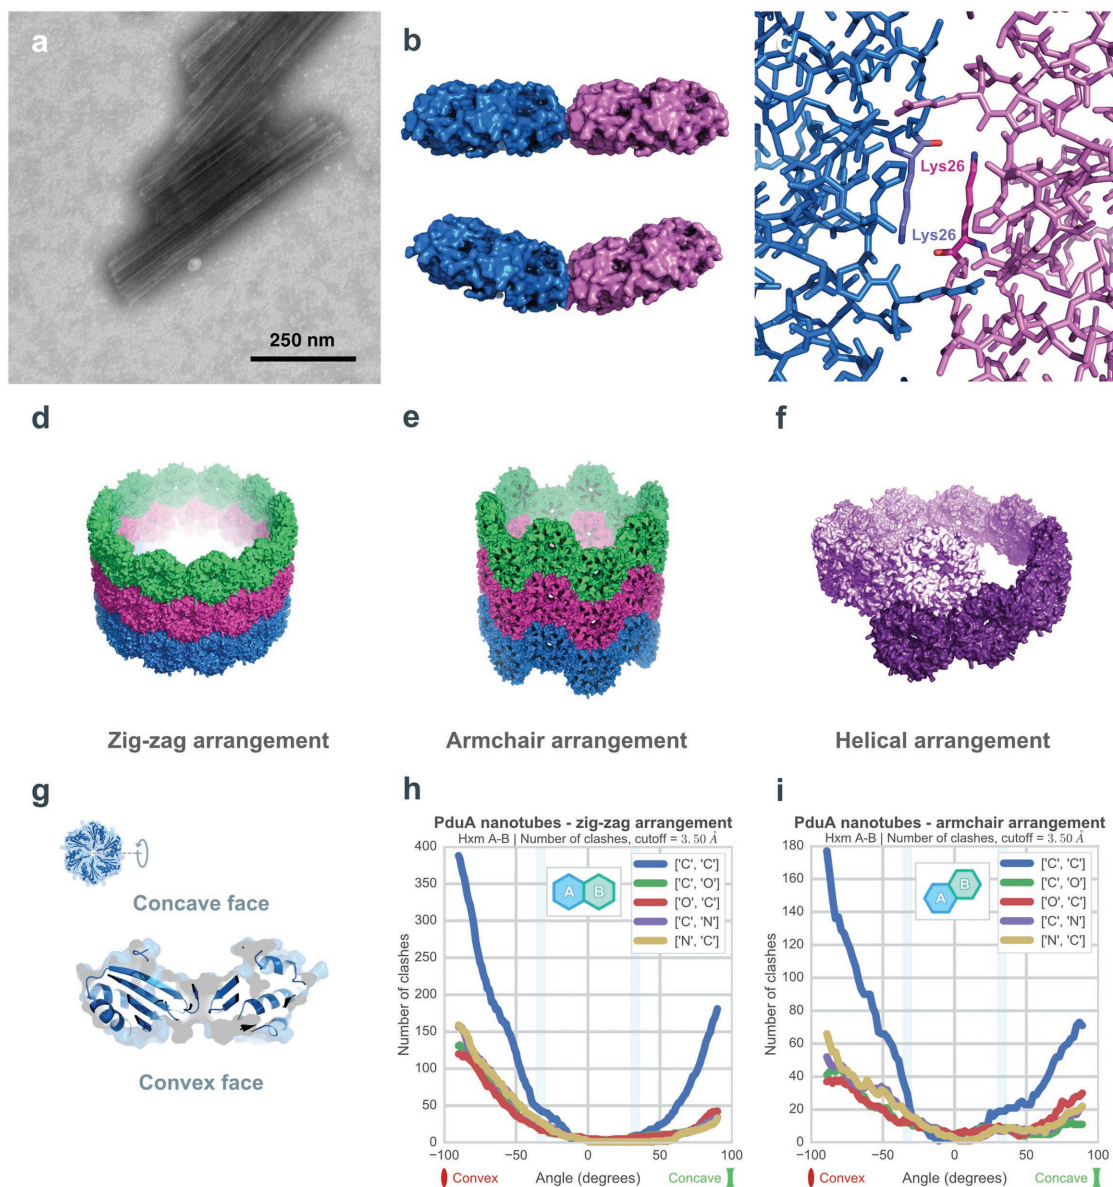 a
250 nm
b
Lys26
Lys26
d
e
f
Zig-zag arrangement
Armchair arrangement
Helical arrangement
g
Concave face
Convex face
h
PduA nanotubes - zig-zag arrangement
Hxm A-B | Number of clashes, cutoff = 3.50 Å
['C', 'C']
['C', 'O']
['O', 'C']
['C', 'N']
['N', 'C']
A B
Number of clashes
400
350
300
250
200
150
100
50
0
−100 −50 0 50 100
Convex Angle (degrees) Concave
i
PduA nanotubes - armchair arrangement
Hxm A-B | Number of clashes, cutoff = 3.50 Å
['C', 'C']
['C', 'O']
['O', 'C']
['C', 'N']
['N', 'C']
A B
Number of clashes
180
160
140
120
100
80
60
40
20
0
−100 −50 0 50 100
Convex Angle (degrees) Concave